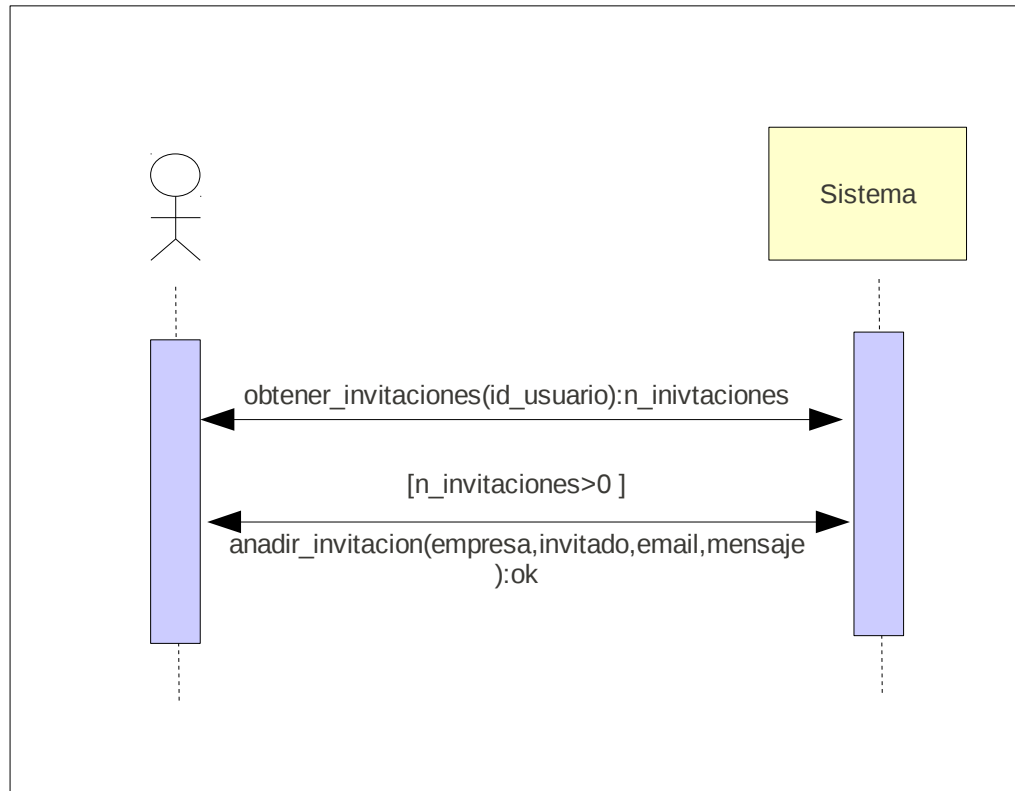 Sistema
obtener_invitaciones(id_usuario):n_inivtaciones
[n_invitaciones>0 ]
anadir_invitacion(empresa,invitado,email,mensaje
):ok